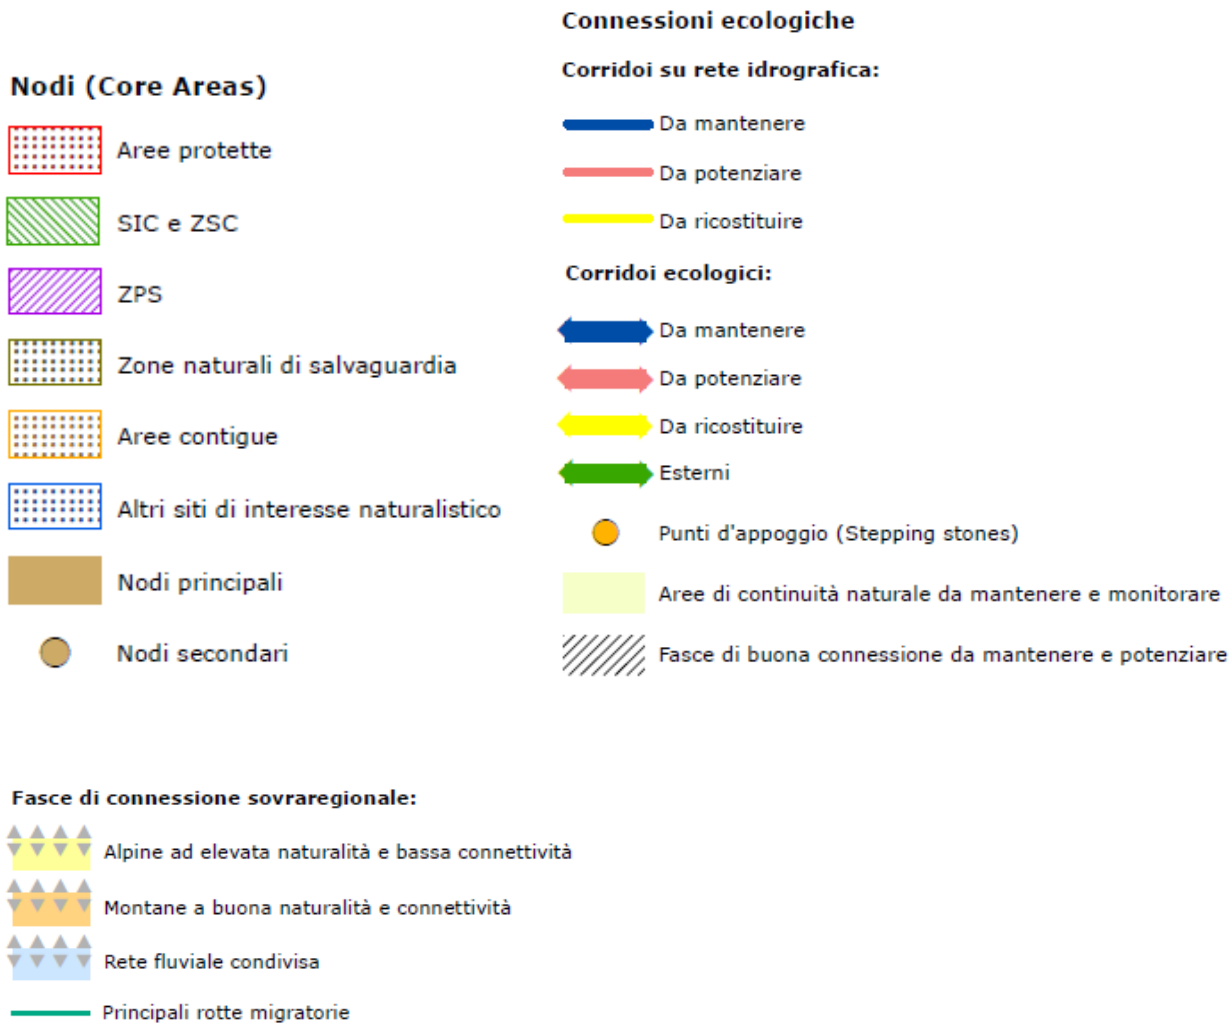 Nodi (Core Areas)
Aree protette
SIC e ZSC
ZPS
Zone naturali di salvaguardia
Aree contigue
Altri siti di interesse naturalistico
Nodi principali
Nodi secondari
Connessioni ecologiche
Corridoi su rete idrografica:
Da mantenere
Da potenziare
Da ricostituire
Corridoi ecologici:
Da mantenere
Da potenziare
Da ricostituire
Esterni
Punti d'appoggio (Stepping stones)
Aree di continuità naturale da mantenere e monitorare
Fasce di buona connessione da mantenere e potenziare
Fasce di connessione sovraregionale:
Alpine ad elevata naturalità e bassa connettività
Montane a buona naturalità e connettività
Rete fluviale condivisa
Principali rotte migratorie